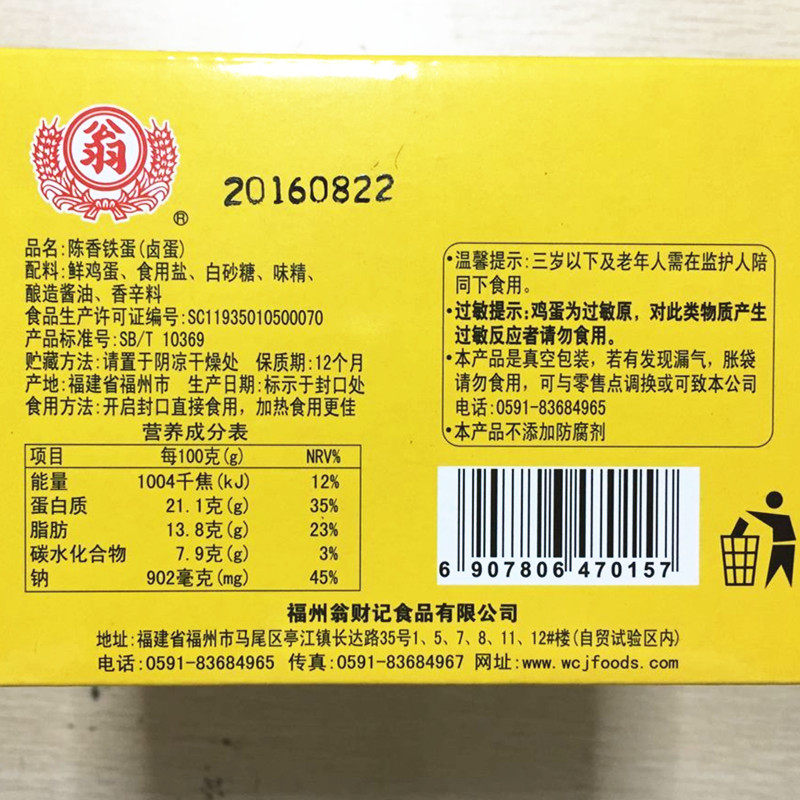 翁
®
20160822
品名:陈香铁蛋(卤蛋)
配料:鲜鸡蛋、食用盐、白砂糖、味精、
酿造酱油、香辛料
食品生产许可证编号:SC11935010500070
产品标准号:SB/T 10369
贮藏方法:请置于阴凉干燥处 保质期:12个月
产地:福建省福州市 生产日期:标示于封口处
食用方法:开启封口直接食用，加热食用更佳
营养成分表
项目 每100克(g) NRV%
能量 1004千焦(kJ) 12%
蛋白质 21.1克(g) 35%
脂肪 13.8克(g) 23%
碳水化合物 7.9克(g) 3%
钠 902毫克(mg) 45%
•温馨提示:三岁以下及老年人需在监护人陪
同下食用。
•过敏提示:鸡蛋为过敏原，对此类物质产生
过敏反应者请勿食用。
•本产品是真空包装，若有发现漏气，胀袋
请勿食用，可与零售点调换或可致本公司
电话:0591-83684965
•本产品不添加防腐剂
6 907806 470157
福州翁财记食品有限公司
地址:福建省福州市马尾区亭江镇长达路35号1、5、7、8、11、12#楼(自贸试验区内)
电话:0591-83684965 传真:0591-83684967 网址:www.wcjfoods.com